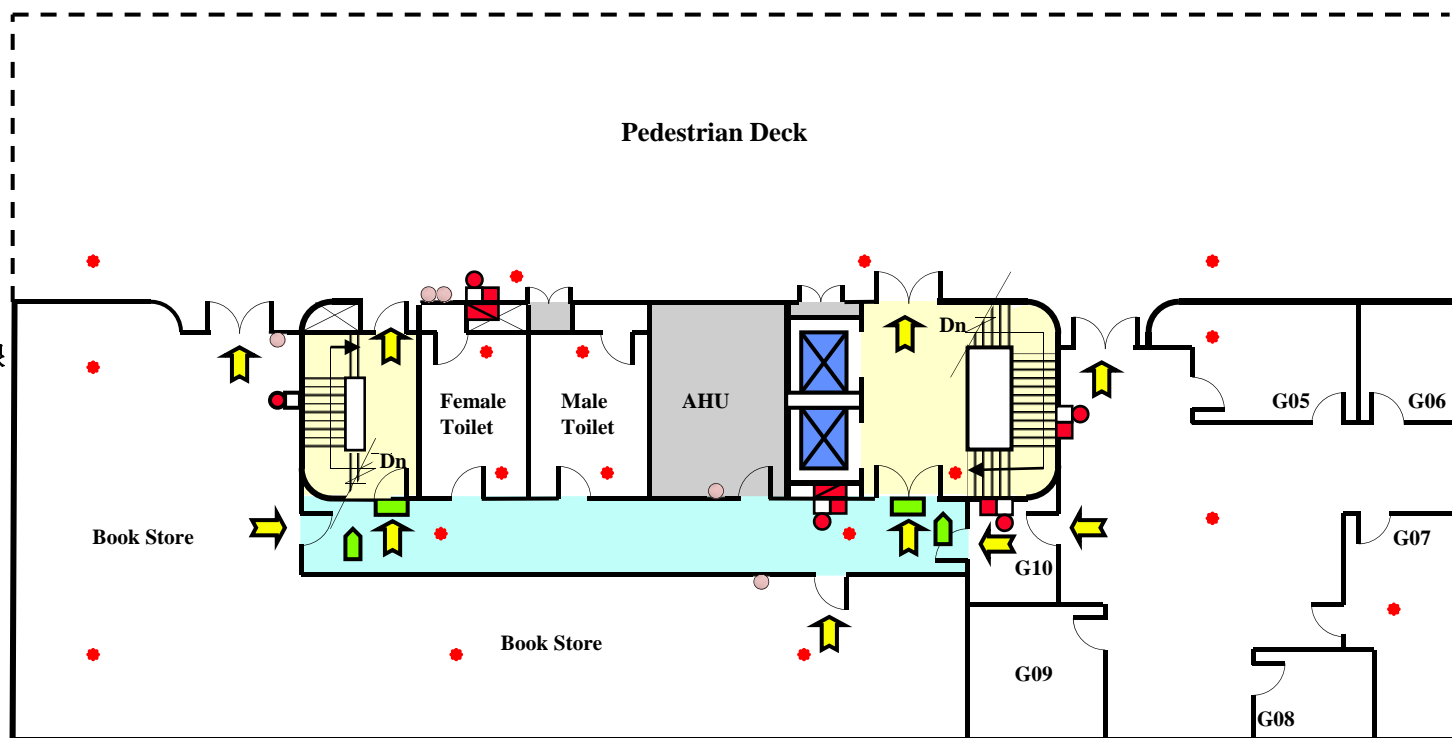 Pedestrian Deck
Dn
Female
Toilet
Male
Toilet
AHU
G05
G06
Dn
Book Store
G10
G07
Book Store
G09
G08